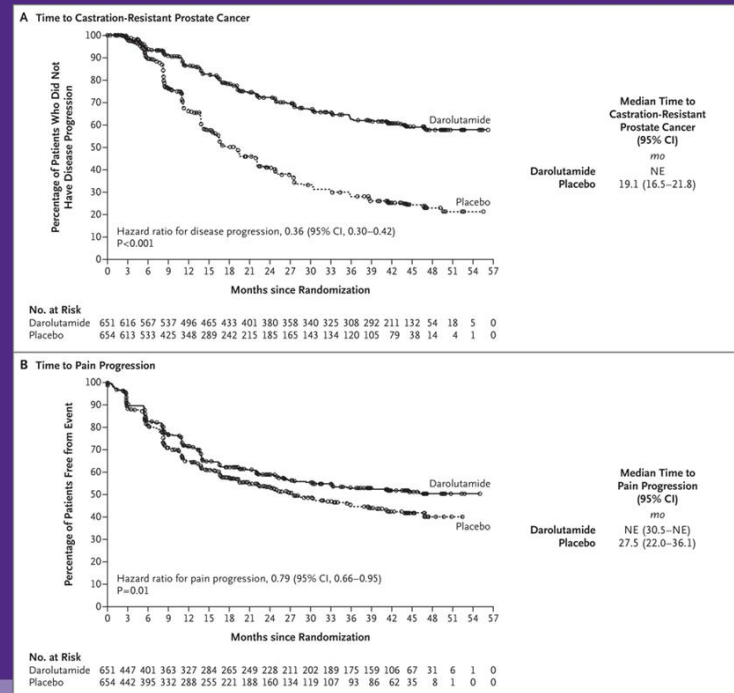 A Time to Castration-Resistant Prostate Cancer
Percentage of Patients Who Did Not
Have Disease Progression
100
90
80
70
60
50
40
30
20
10
0
Darolutamide
Placebo
Hazard ratio for disease progression, 0.36 (95% CI, 0.30–0.42)
P<0.001
0 3 6 9 12 15 18 21 24 27 30 33 36 39 42 45 48 51 54 57
Months since Randomization
Median Time to
Castration-Resistant
Prostate Cancer
(95% CI)
mo
Darolutamide NE
Placebo 19.1 (16.5–21.8)
No. at Risk
Darolutamide 651 616 567 537 496 465 433 401 380 358 340 325 308 292 211 132 54 18 5 0
Placebo 654 613 533 425 348 289 242 215 185 165 143 134 120 105 79 38 14 4 1 0
B Time to Pain Progression
Percentage of Patients Free from Event
100
90
80
70
60
50
40
30
20
10
0
Darolutamide
Placebo
Hazard ratio for pain progression, 0.79 (95% CI, 0.66–0.95)
P=0.01
0 3 6 9 12 15 18 21 24 27 30 33 36 39 42 45 48 51 54 57
Months since Randomization
Median Time to
Pain Progression
(95% CI)
mo
Darolutamide NE (30.5–NE)
Placebo 27.5 (22.0–36.1)
No. at Risk
Darolutamide 651 447 401 363 327 284 265 249 228 211 202 189 175 159 106 67 31 6 1 0
Placebo 654 442 395 332 288 255 221 188 160 134 119 107 93 86 62 35 8 1 0 0